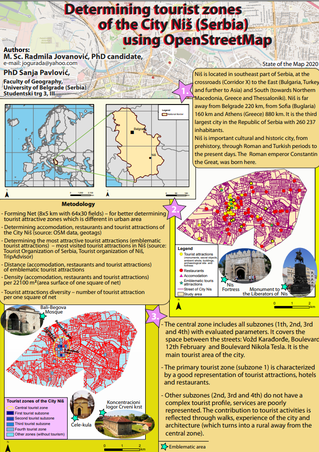 Determining tourist zones
of the City Niš (Serbia)
using OpenStreetMap
Authors:
M. Sc. Radmila Jovanović, PhD candidate,
e-mail: jogurada@yahoo.com
PhD Sanja Pavlović,
Faculty of Geography,
University of Belgrade (Serbia)
Studentski trg 3, III
State of the Map 2020
1
Niš is located in southeast part of Serbia, at the
crossroads (Corridor X) to the East (Bulgaria, Turkey
and further to Asia) and South (towards Northern
Macedonia, Greece and Thessaloniki). Niš is far
away from Belgrade 220 km, Sofia (Buglaria)
160 km and Athens (Greece) 880 km. It is the third
largest city in the Republic of Serbia with 260 237
inhabitants.
Niš is important cultural and historic city, from
prehistory, through Roman and Turkish periods to
the present days. The Roman emperor Constantin
the Great, was born here.
Metodology
- Forming Net (8x5 km with 64x30 fields) – for better determining
tourist attractive zones which is different in urban area
- Determining accomodation, restaurants and tourist attractions of
the City Niš (source: OSM data, geotags)
- Determining the most attractive tourist attractions (emblematic
tourist attractions) – most visited tourist attractions in Niš (source:
Tourist Organization of Serbia, Tourist organization of Niš,
TripAdvisor)
- Distance (accomodation, restaurants and tourist attractions)
of emblematic tourist attractions
- Density (accomodation, restaurants and tourist attractions)
per 22100 m² (area surface of one square of net)
- Tourist attractions diversity – number of tourist attraction
per one square of net
Legend
Tourist attractions
Restaurants
Accomodation
Emblematic tourist
attractions
Street of City Niš
Study area
Niš
Fortress
Monument to
the Liberators of Niš
Bali-Begova
Mosque
Tourist zones of the City Niš
Central tourist zone
First tourist subzone
Second tourist subzone
Third tourist subzone
Fourth tourist zone
Other zones (without tourism)
Ćele-kula
Koncentracioni
logor Crveni krst
- The central zone includes all subzones (1th, 2nd, 3rd
and 4th) with evaluated parameters. It covers the
space between the streets: Vožd Karađorđe, Boulevard
12th February and Boulevard Nikola Tesla. It is the
main tourist area of the city.
- The primary tourist zone (subzone 1) is characterized
by a good representation of tourist attractions, hotels
and restaurants.
- Other subzones (2nd, 3rd and 4th) do not have a
complex tourist profile, services are poorly
represented. The contribution to tourist activities is
reflected through walks, experience of the city and
architecture (which turns into a rural away from the
central zone).
Emblematic area